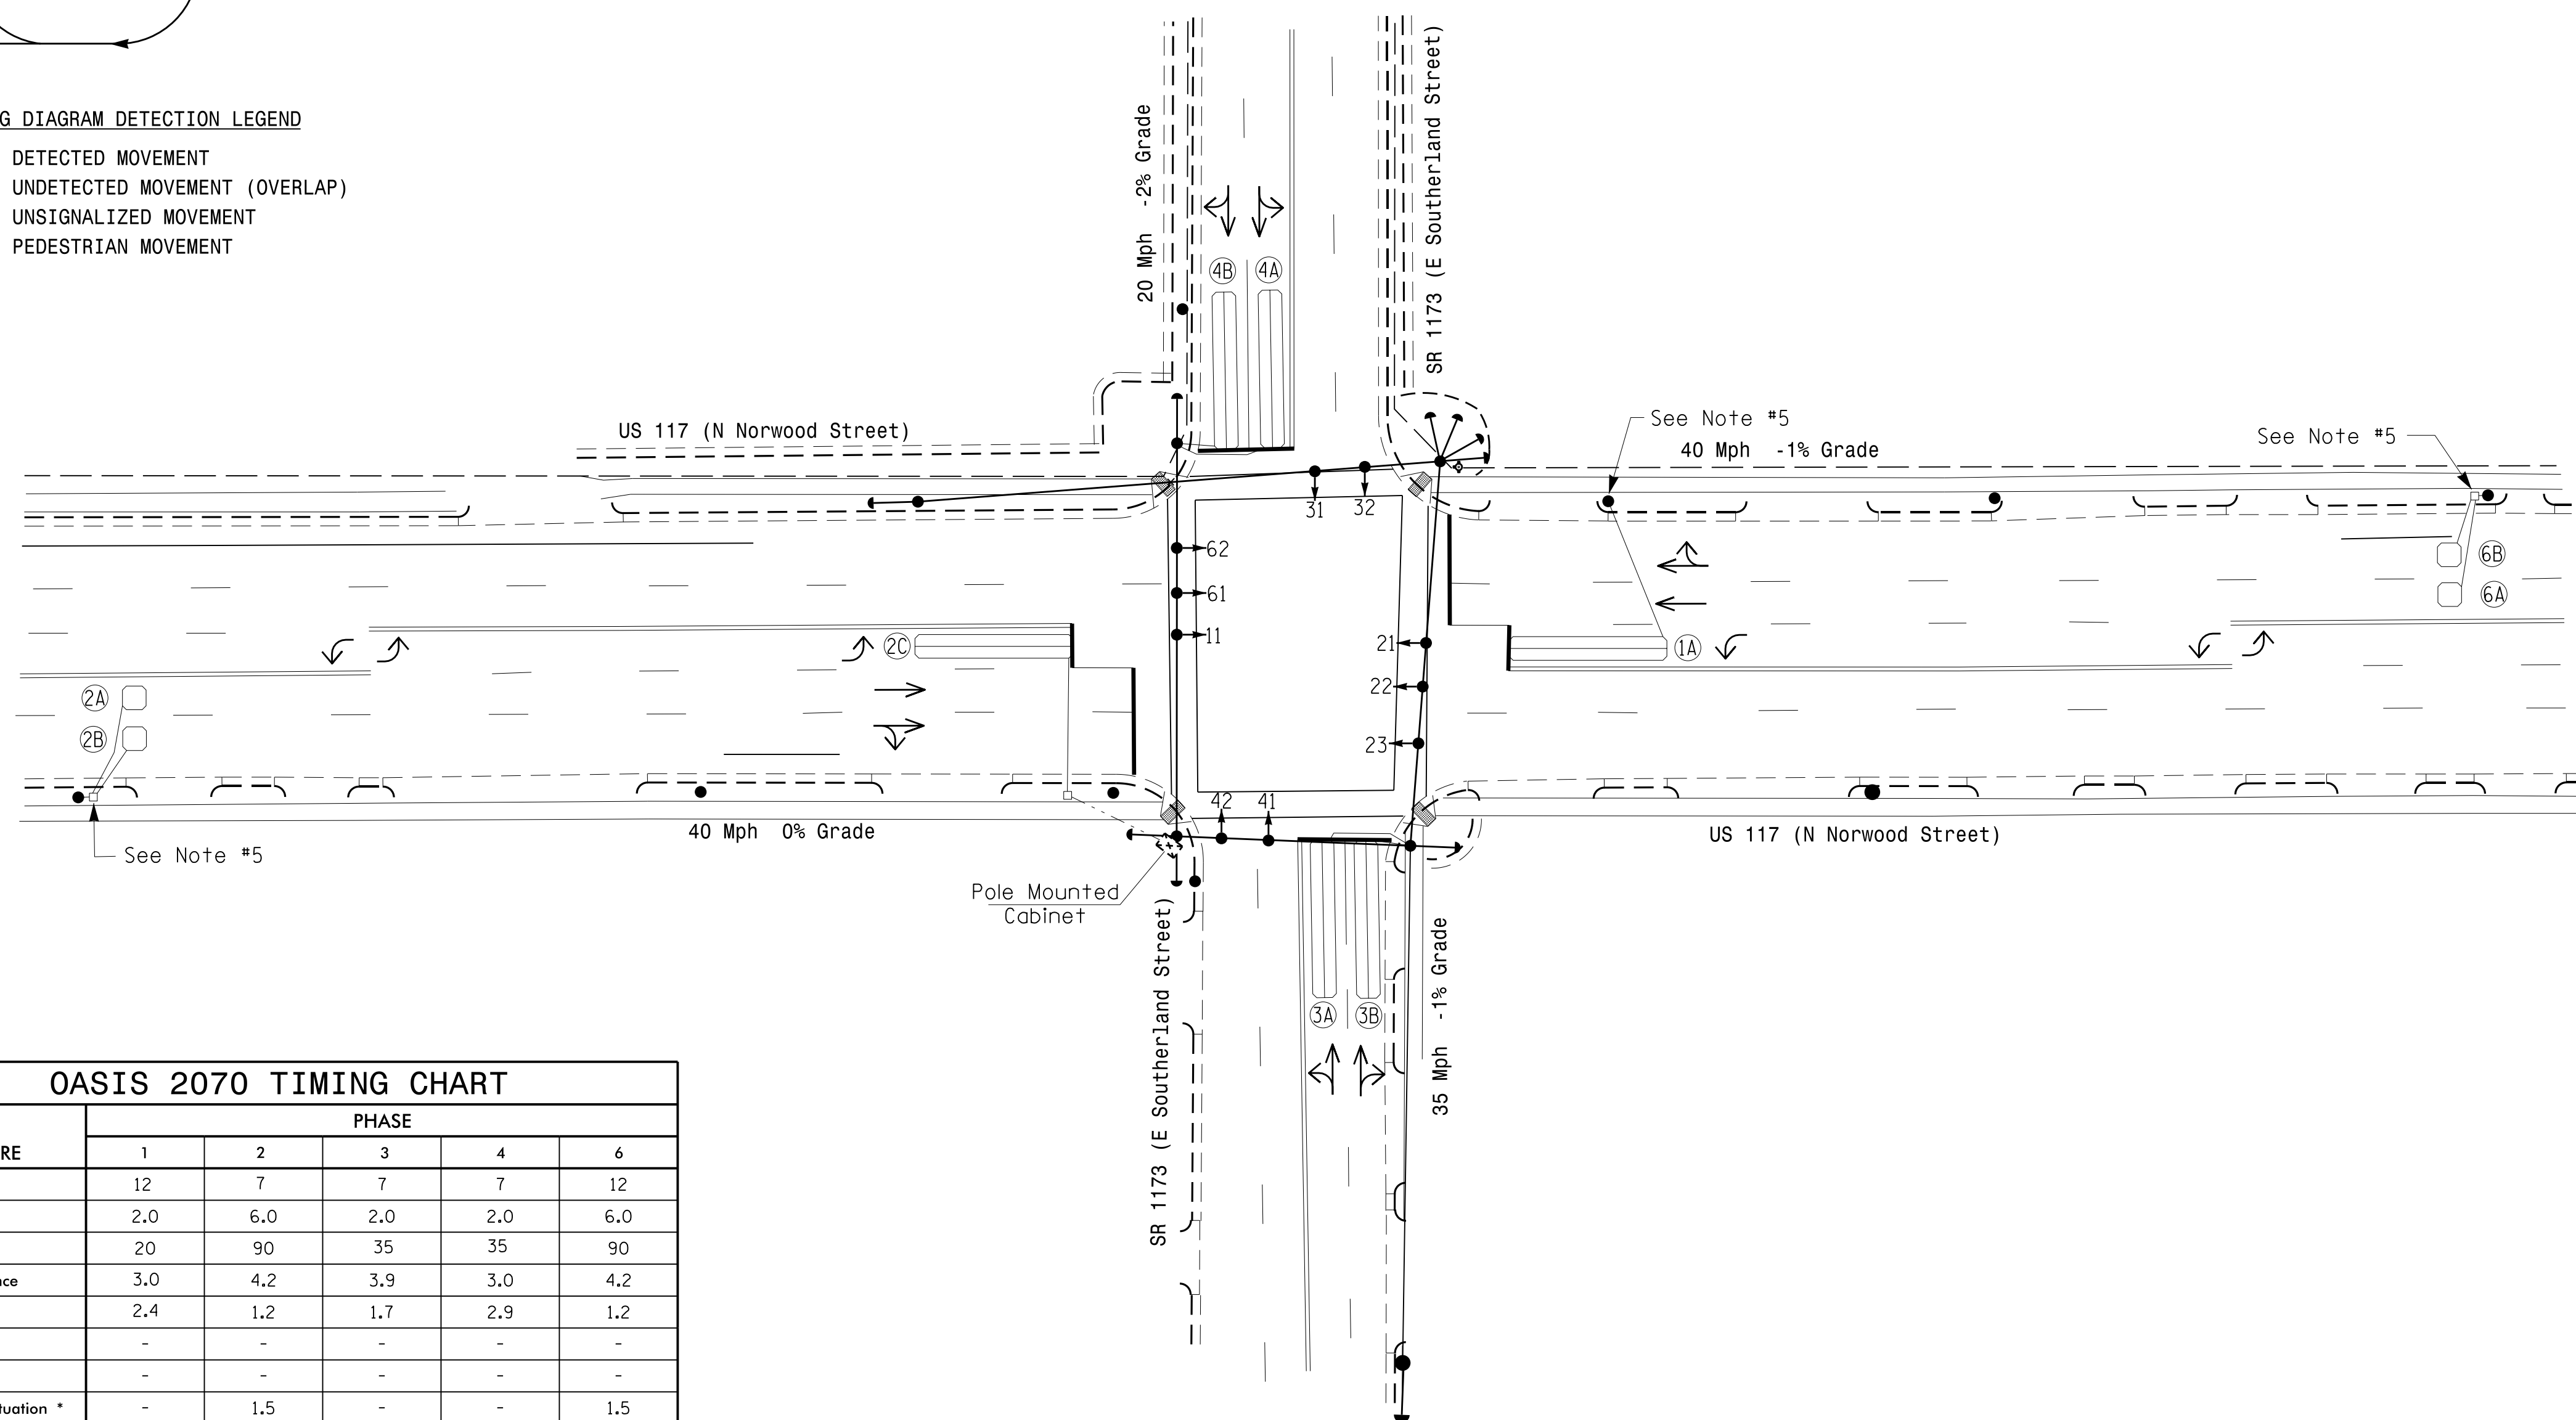 G DIAGRAM DETECTION LEGEND
DETECTED MOVEMENT
UNDETECTED MOVEMENT (OVERLAP)
UNSIGNALIZED MOVEMENT
PEDESTRIAN MOVEMENT
20 Mph -2% Grade
SR 1173 (E Southerland Street)
4B
4A
US 117 (N Norwood Street)
See Note #5
40 Mph -1% Grade
See Note #5
31
32
62
61
11
6B
6A
2C
21
1A
22
23
2A
2B
42
41
40 Mph 0% Grade
US 117 (N Norwood Street)
See Note #5
Pole Mounted
Cabinet
SR 1173 (E Southerland Street)
35 Mph -1% Grade
3A
3B
OASIS 2070 TIMING CHART
PHASE
RE 1 2 3 4 6
12 7 7 7 12
2.0 6.0 2.0 2.0 6.0
20 90 35 35 90
nce 3.0 4.2 3.9 3.0 4.2
2.4 1.2 1.7 2.9 1.2
- - - - -
- - - - -
tuation * - 1.5 - - 1.5